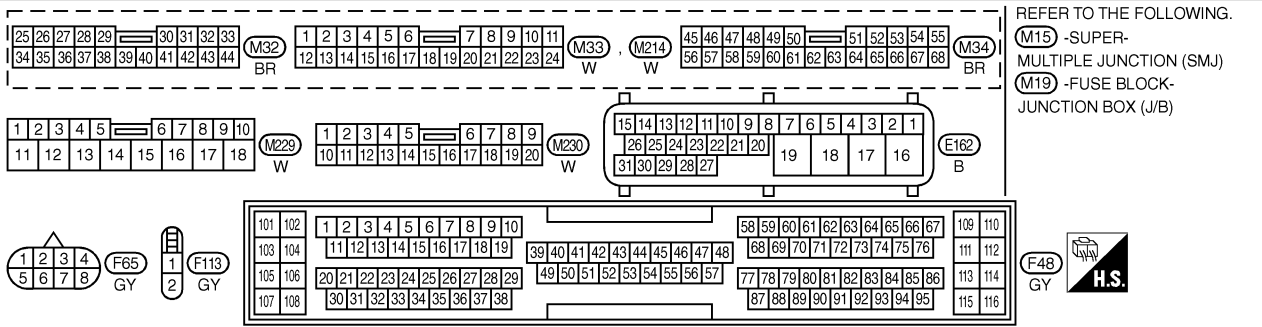 25 26 27 28 29 30 31 32 33
34 35 36 37 38 39 40 41 42 43 44
M32
BR
1 2 3 4 5 6 7 8 9 10 11
12 13 14 15 16 17 18 19 20 21 22 23 24
M33 , M214
W W
45 46 47 48 49 50 51 52 53 54 55
56 57 58 59 60 61 62 63 64 65 66 67 68
M34
BR
REFER TO THE FOLLOWING.
M15 -SUPER-
MULTIPLE JUNCTION (SMJ)
M19 -FUSE BLOCK-
JUNCTION BOX (J/B)
1 2 3 4 5 6 7 8 9 10
11 12 13 14 15 16 17 18
M229
W
1 2 3 4 5 6 7 8 9
10 11 12 13 14 15 16 17 18 19 20
M230
W
15 14 13 12 11 10 9 8 7 6 5 4 3 2 1
26 25 24 23 22 21 20
31 30 29 28 27
19 18 17 16
E162
B
1 2 3 4
5 6 7 8
F65
GY
1
2
F113
GY
101 102
103 104
105 106
107 108
1 2 3 4 5 6 7 8 9 10
11 12 13 14 15 16 17 18 19
20 21 22 23 24 25 26 27 28 29
30 31 32 33 34 35 36 37 38
39 40 41 42 43 44 45 46 47 48
49 50 51 52 53 54 55 56 57
58 59 60 61 62 63 64 65 66 67
68 69 70 71 72 73 74 75 76
77 78 79 80 81 82 83 84 85 86
87 88 89 90 91 92 93 94 95
109 110
111 112
113 114
115 116
F48
GY
H.S.